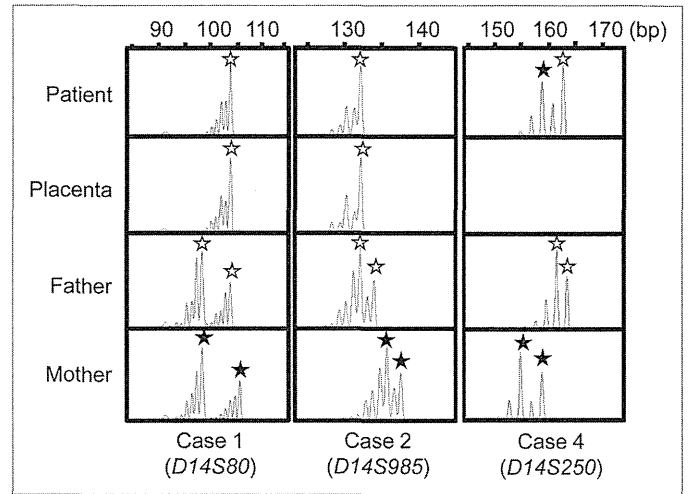 90 100 110 130 140 150 160 170 (bp)
Patient
Placenta
Father
Mother
Case 1 Case 2 Case 4
(D14S80) (D14S985) (D14S250)